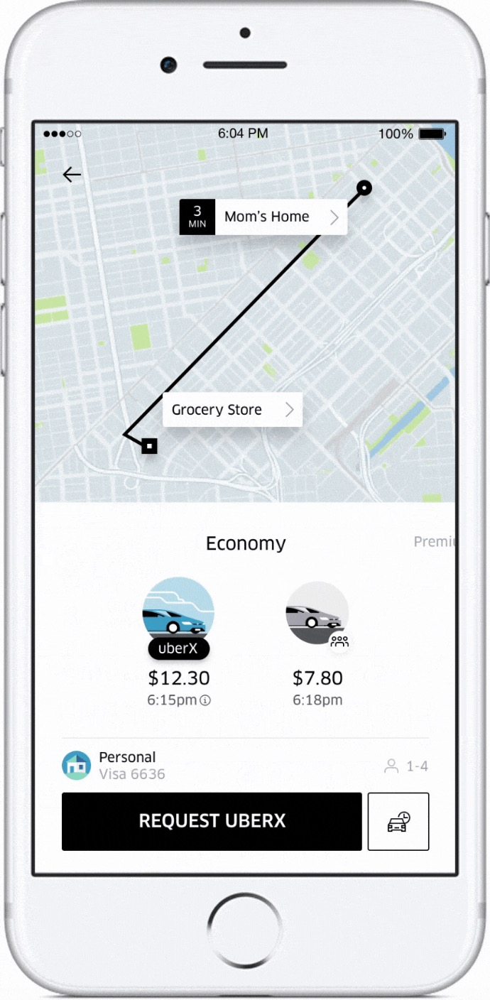 6:04 PM
100%
3
MIN
Mom's Home
Grocery Store
Economy
Premiu
uberX
$12.30
$7.80
6:15pm
6:18pm
Personal
Visa 6636
1-4
REQUEST UBERX